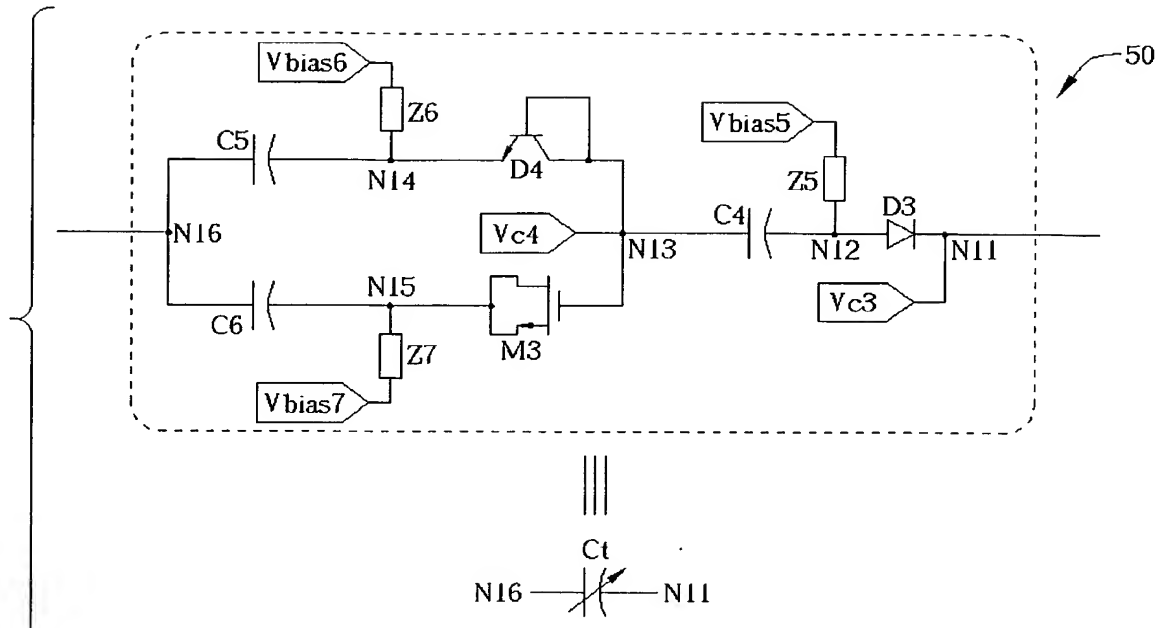 Vbias6
50
Z6
Vbias5
C5
D4
Z5
N14
C4
D3
N16
Vc4
N13
N12
N11
N15
Vc3
C6
M3
Z7
Vbias7
Ct
N16
N11